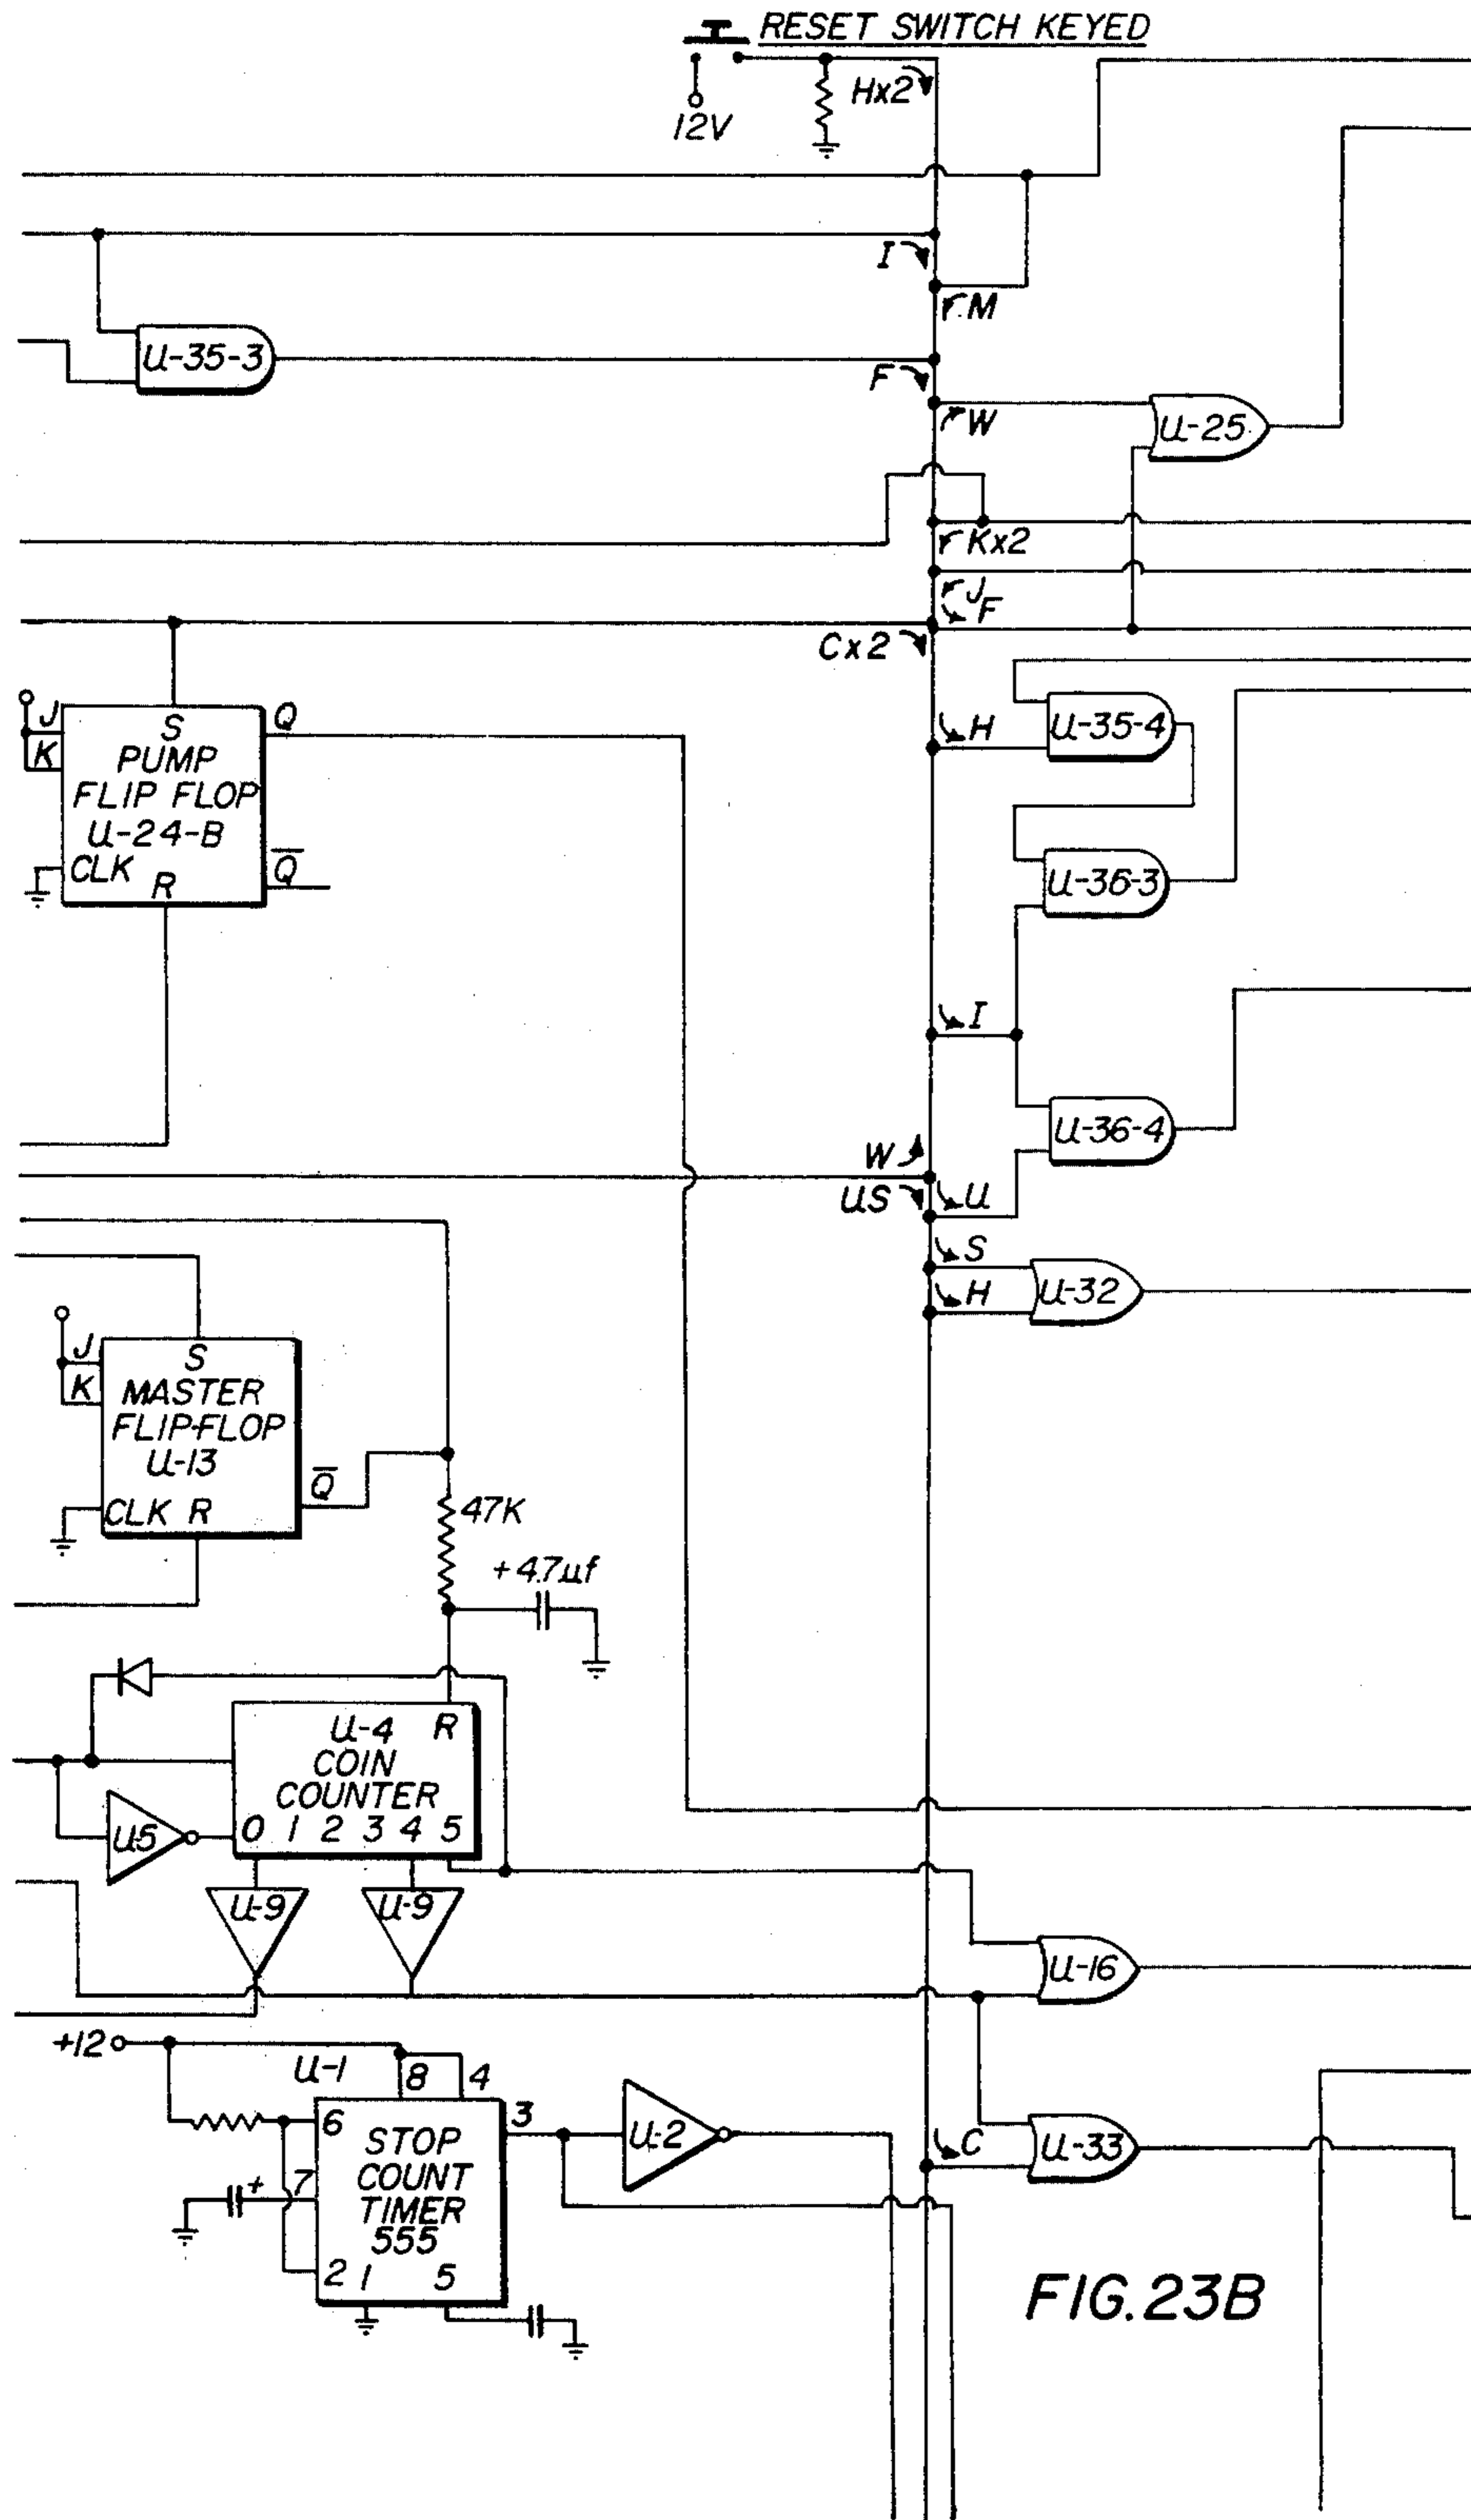 RESET SWITCH KEYED
Hx2
12V
I
M
U-35-3
F
W
U-25
Kx2
J
F
Cx2
J
K
S
Q
PUMP
FLIP FLOP
U-24-B
CLK
R
Q
H
U-35-4
U-36-3
I
U-36-4
W
US
U
S
H
U-32
J
K
S
MASTER
FLIP-FLOP
U-13
Q
CLK R
47K
+4.7µf
U-4 R
COIN
COUNTER
0 1 2 3 4 5
U5
U-9
U-9
U-16
+12
U-1
8
4
6
3
STOP
COUNT
TIMER
555
+
7
2
1
5
U-2
C
U-33
FIG.23B